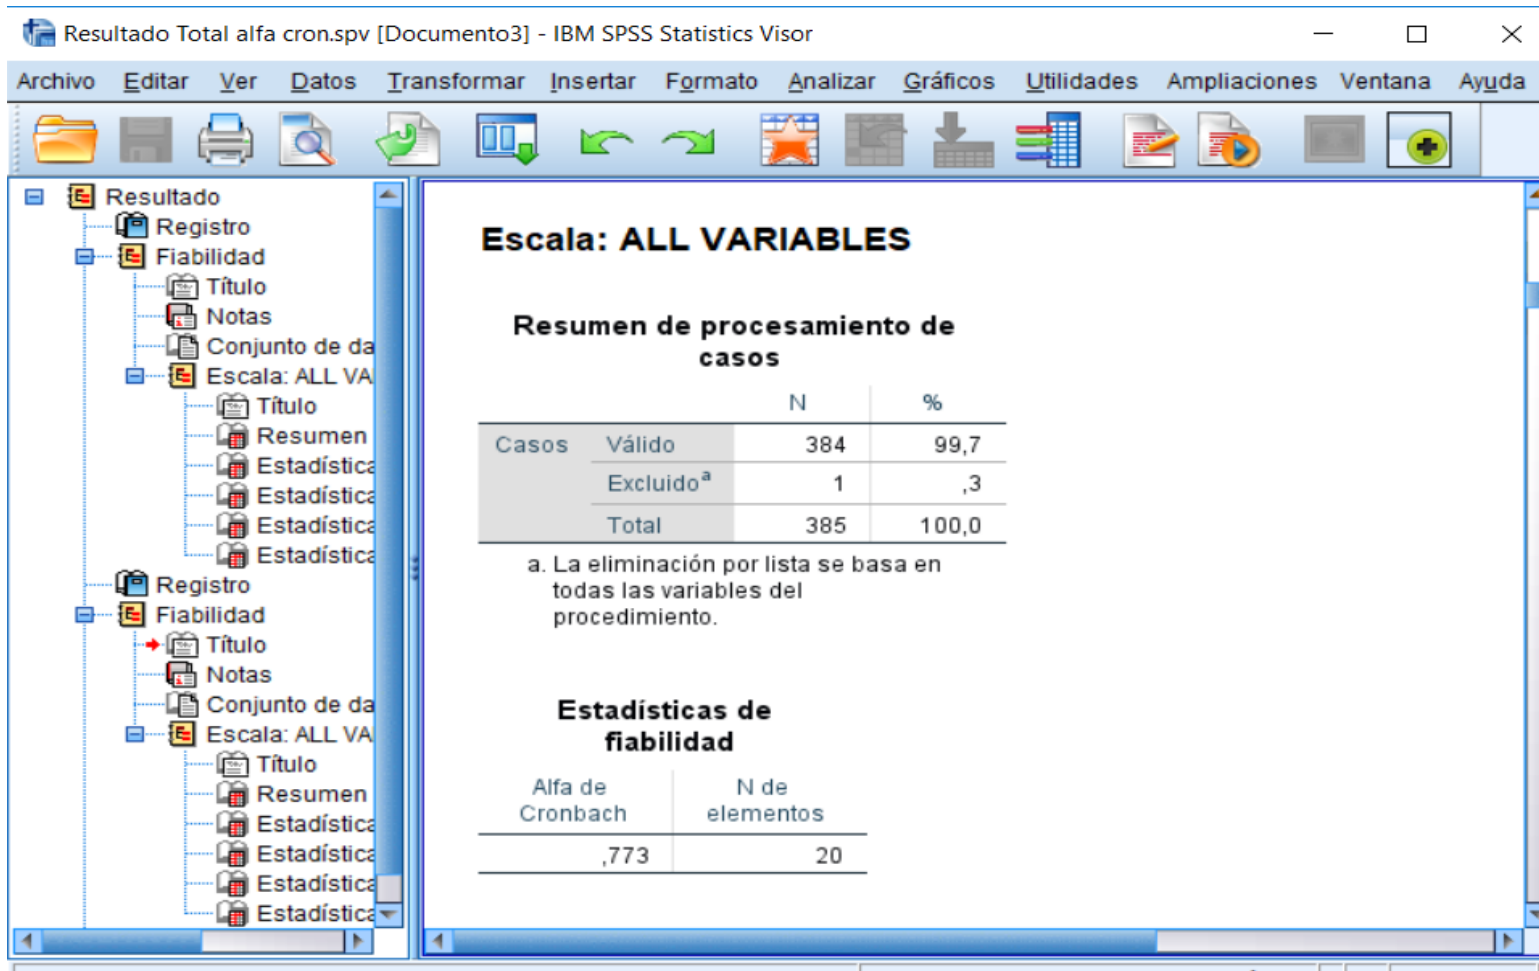 Resultado Total alfa cron.spv [Documento3] - IBM SPSS Statistics Visor
Archivo Editar Ver Datos Transformar Insertar Formato Analizar Gráficos Utilidades Ampliaciones Ventana Ayuda
Resultado
Registro
Fiabilidad
Título
Notas
Conjunto de da
Escala: ALL VA
Título
Resumen
Estadística
Estadística
Estadística
Estadística
Registro
Fiabilidad
Título
Notas
Conjunto de da
Escala: ALL VA
Título
Resumen
Estadística
Estadística
Estadística
Estadística
Escala: ALL VARIABLES
Resumen de procesamiento de
casos
N %
Casos Válido 384 99,7
Excluido a 1 ,3
Total 385 100,0
a. La eliminación por lista se basa en
todas las variables del
procedimiento.
Estadísticas de
fiabilidad
Alfa de N de
Cronbach elementos
,773 20